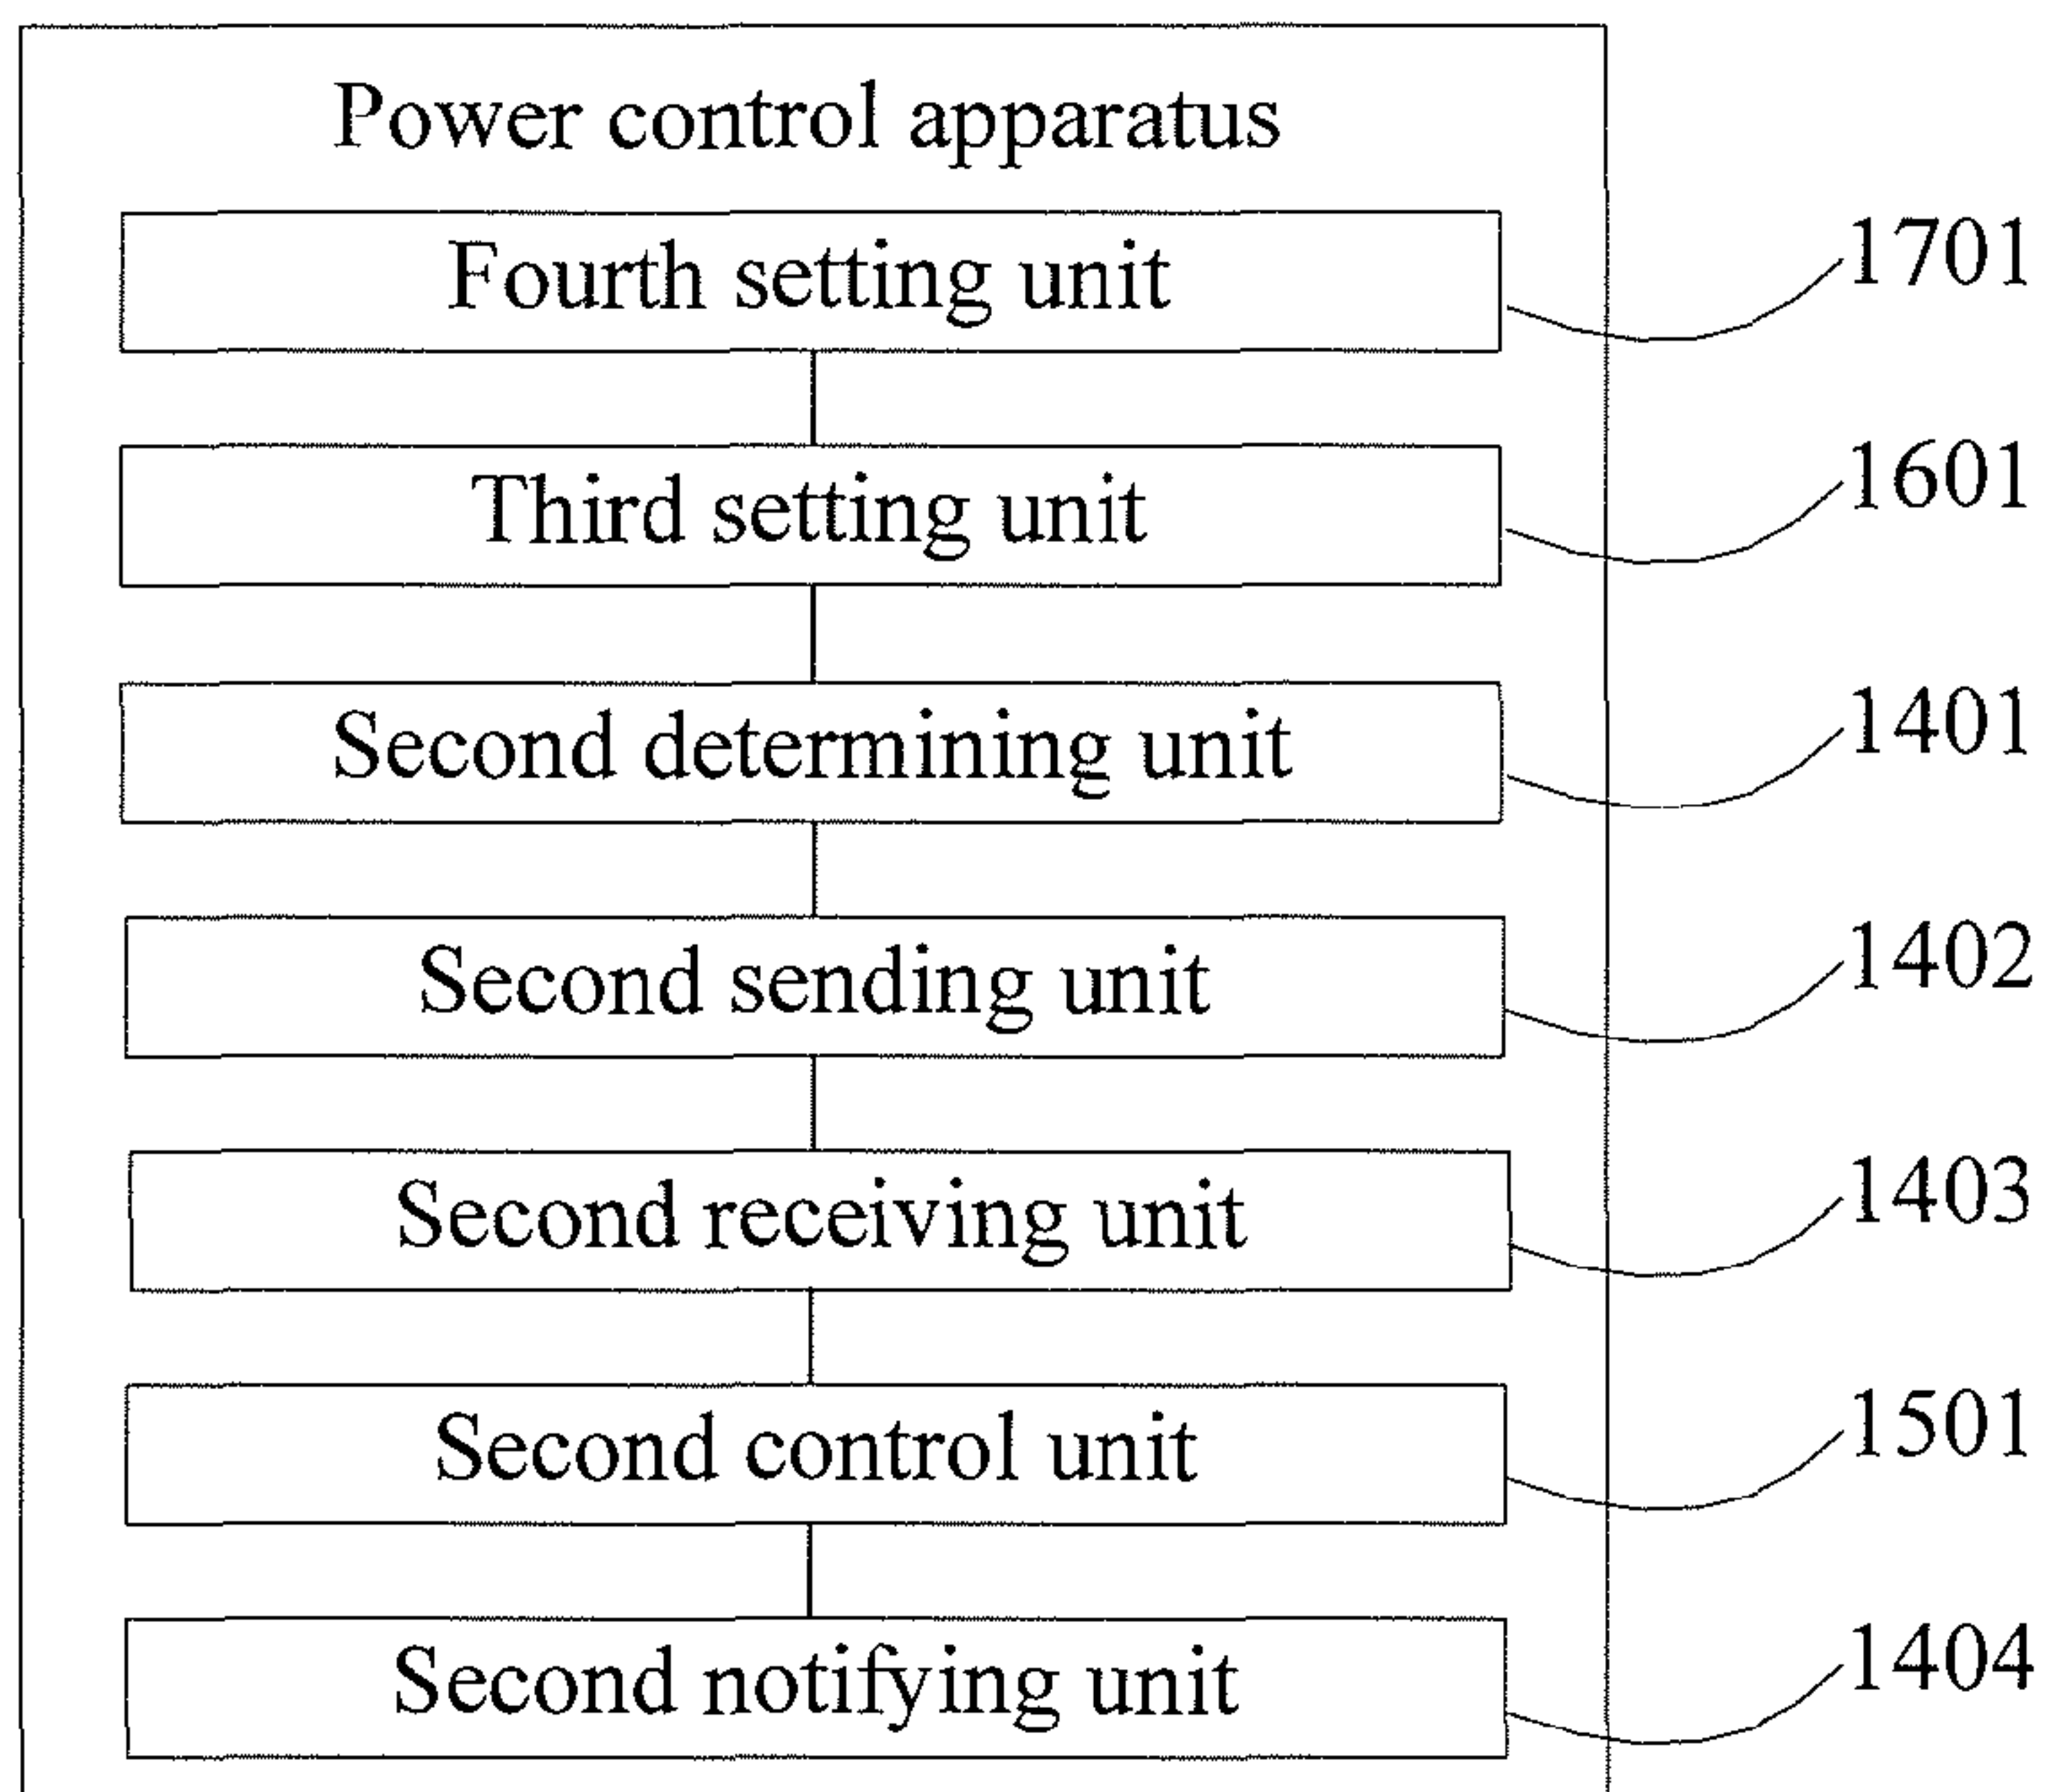 Power control apparatus
Fourth setting unit
1701
Third setting unit
1601
Second determining unit
1401
Second sending unit
1402
Second receiving unit
1403
Second control unit
1501
Second notifying unit
1404